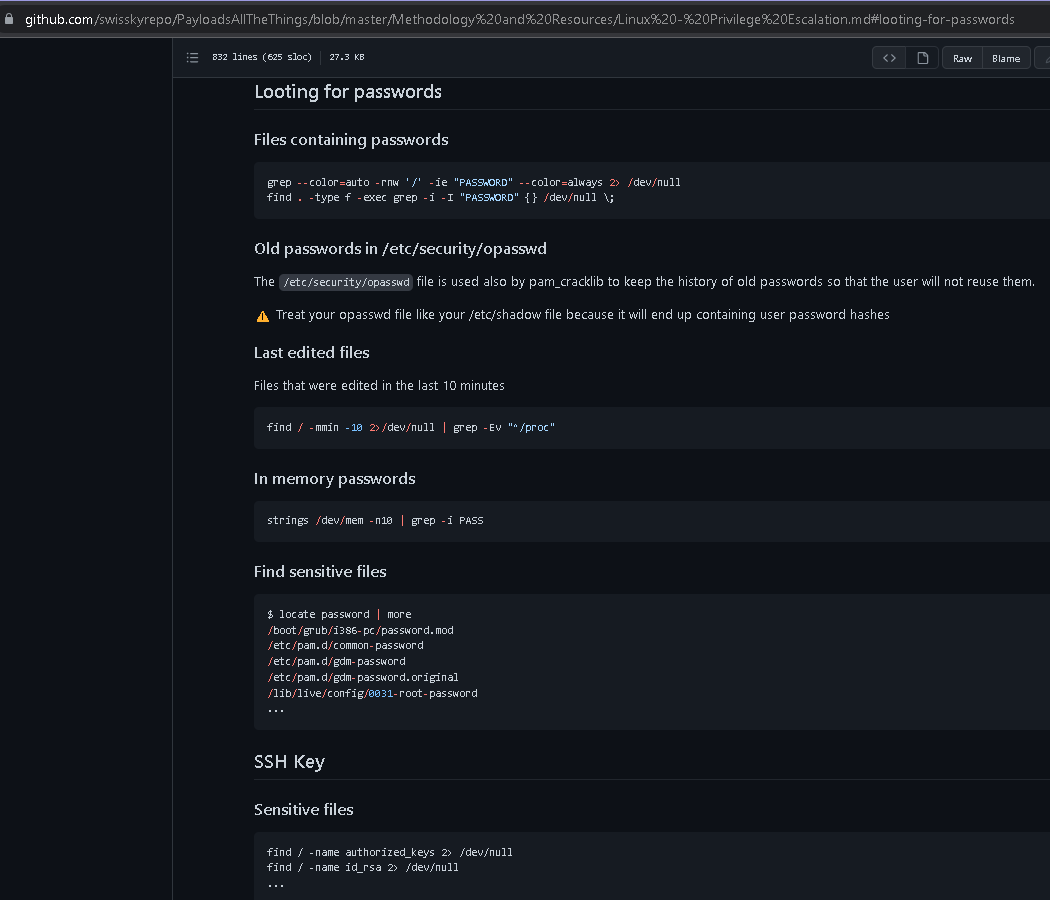 github.com/swisskyrepo/PayloadsAllTheThings/blob/master/Methodology%20and%20Resources/Linux%20-%20Privilege%20Escalation.md#looting-for-passwords
832 lines (625 sloc) 27.3 KB
Raw Blame
Looting for passwords
Files containing passwords
grep --color=auto -rnw '/' -ie "PASSWORD" --color=always 2> /dev/null
find . -type f -exec grep -i -I "PASSWORD" {} /dev/null \;
Old passwords in /etc/security/opasswd
The /etc/security/opasswd file is used also by pam_cracklib to keep the history of old passwords so that the user will not reuse them.
⚠ Treat your opasswd file like your /etc/shadow file because it will end up containing user password hashes
Last edited files
Files that were edited in the last 10 minutes
find / -mmin -10 2>/dev/null | grep -Ev "^/proc"
In memory passwords
strings /dev/mem -n10 | grep -i PASS
Find sensitive files
$ locate password | more
/boot/grub/i386-pc/password.mod
/etc/pam.d/common-password
/etc/pam.d/gdm-password
/etc/pam.d/gdm-password.original
/lib/live/config/0031-root-password
...
SSH Key
Sensitive files
find / -name authorized_keys 2> /dev/null
find / -name id_rsa 2> /dev/null
...